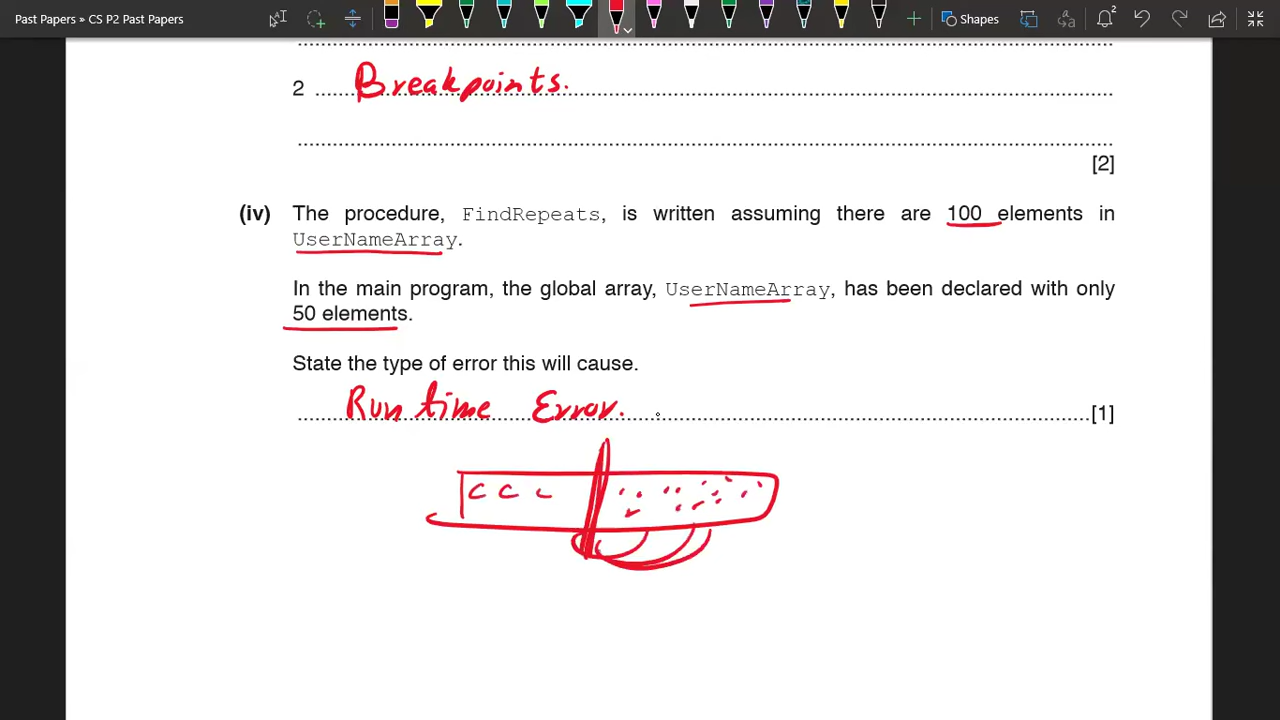 Past Papers » CS P2 Past Papers
Shapes
2
2 Breakpoints.
[2]
(iv) The procedure, FindRepeats, is written assuming there are 100 elements in
UserNameArray.
In the main program, the global array, UserNameArray, has been declared with only
50 elements.
State the type of error this will cause.
Run time Error. [1]